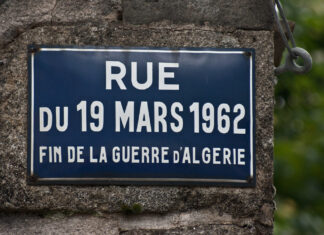 RUE
DU 19 MARS 1962
FIN DE LA GUERRE D'ALGERIE